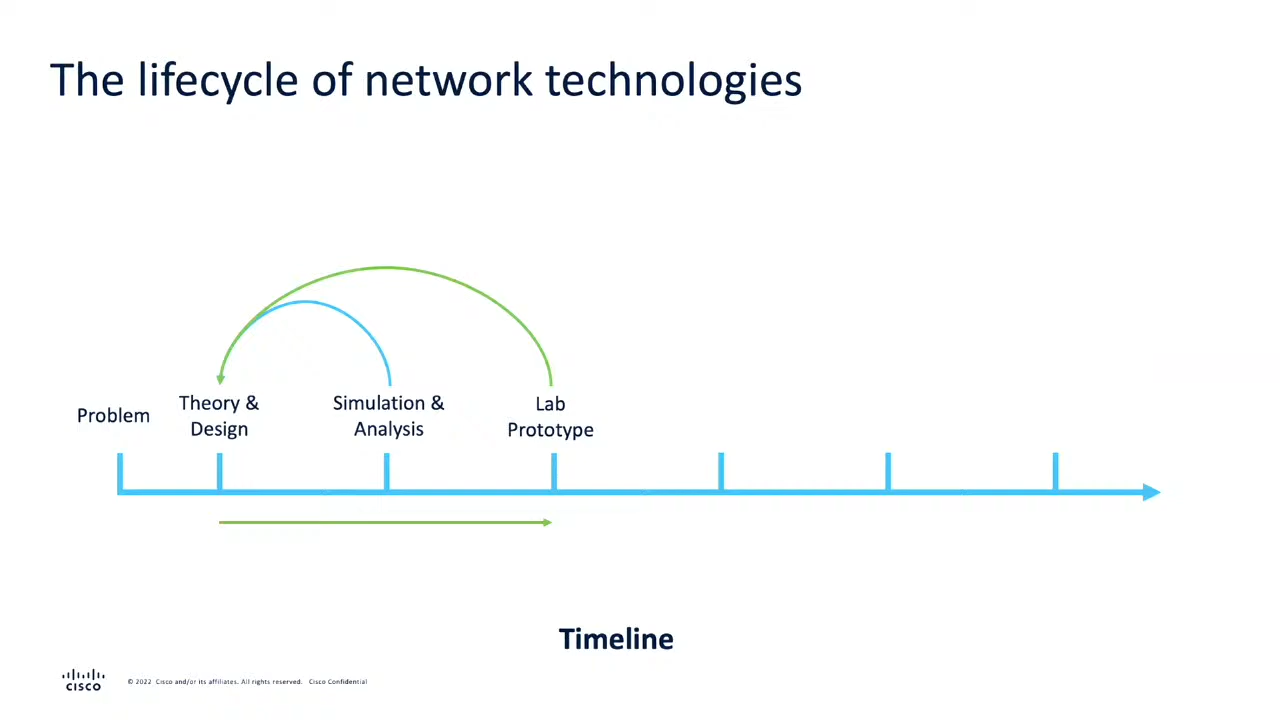 The lifecycle of network technologies
Problem
Theory &
Design
Simulation &
Analysis
Lab
Prototype
Timeline
CISCO
© 2022 Cisco and/or its affiliates. All rights reserved. Cisco Confidential